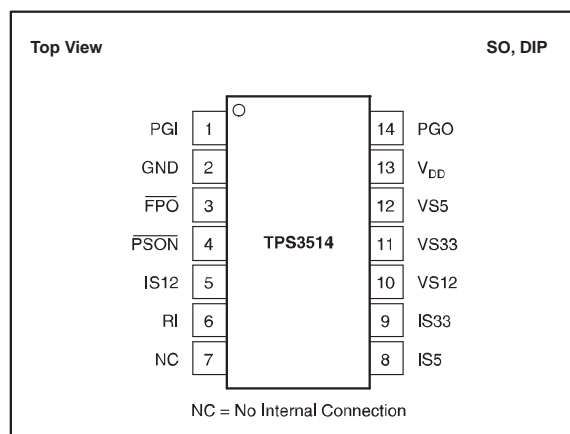 Top View SO, DIP
PGI 1 14 PGO
GND 2 13 VDD
FPO 3 12 VS5
PSON 4 TPS3514 11 VS33
IS12 5 10 VS12
RI 6 9 IS33
NC 7 8 IS5
NC = No Internal Connection